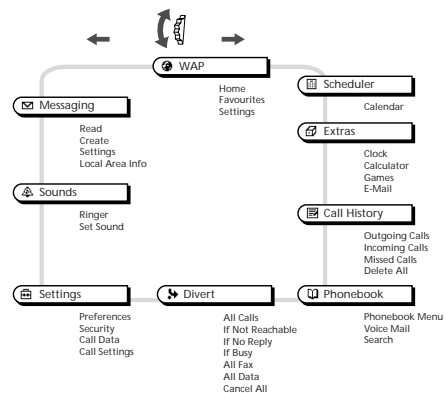 WAP
Home
Favourites
Settings
Scheduler
Calendar
Messaging
Read
Create
Settings
Local Area Info
Extras
Clock
Calculator
Games
E-Mail
Sounds
Ringer
Set Sound
Call History
Outgoing Calls
Incoming Calls
Missed Calls
Delete All
Settings
Preferences
Security
Call Data
Call Settings
Divert
All Calls
If Not Reachable
If No Reply
If Busy
All Fax
All Data
Cancel All
Phonebook
Phonebook Menu
Voice Mail
Search